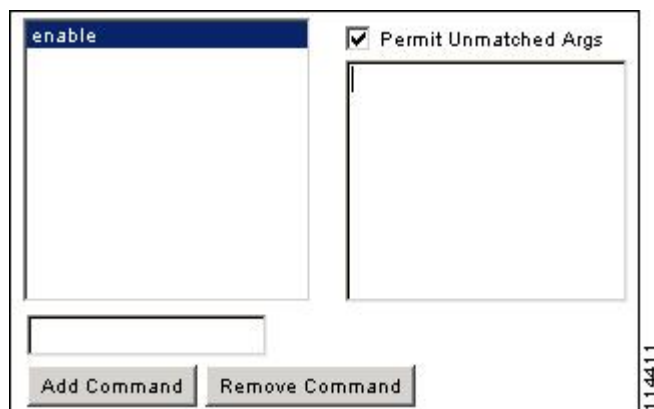 enable
Permit Unmatched Args
Add Command
Remove Command
114411